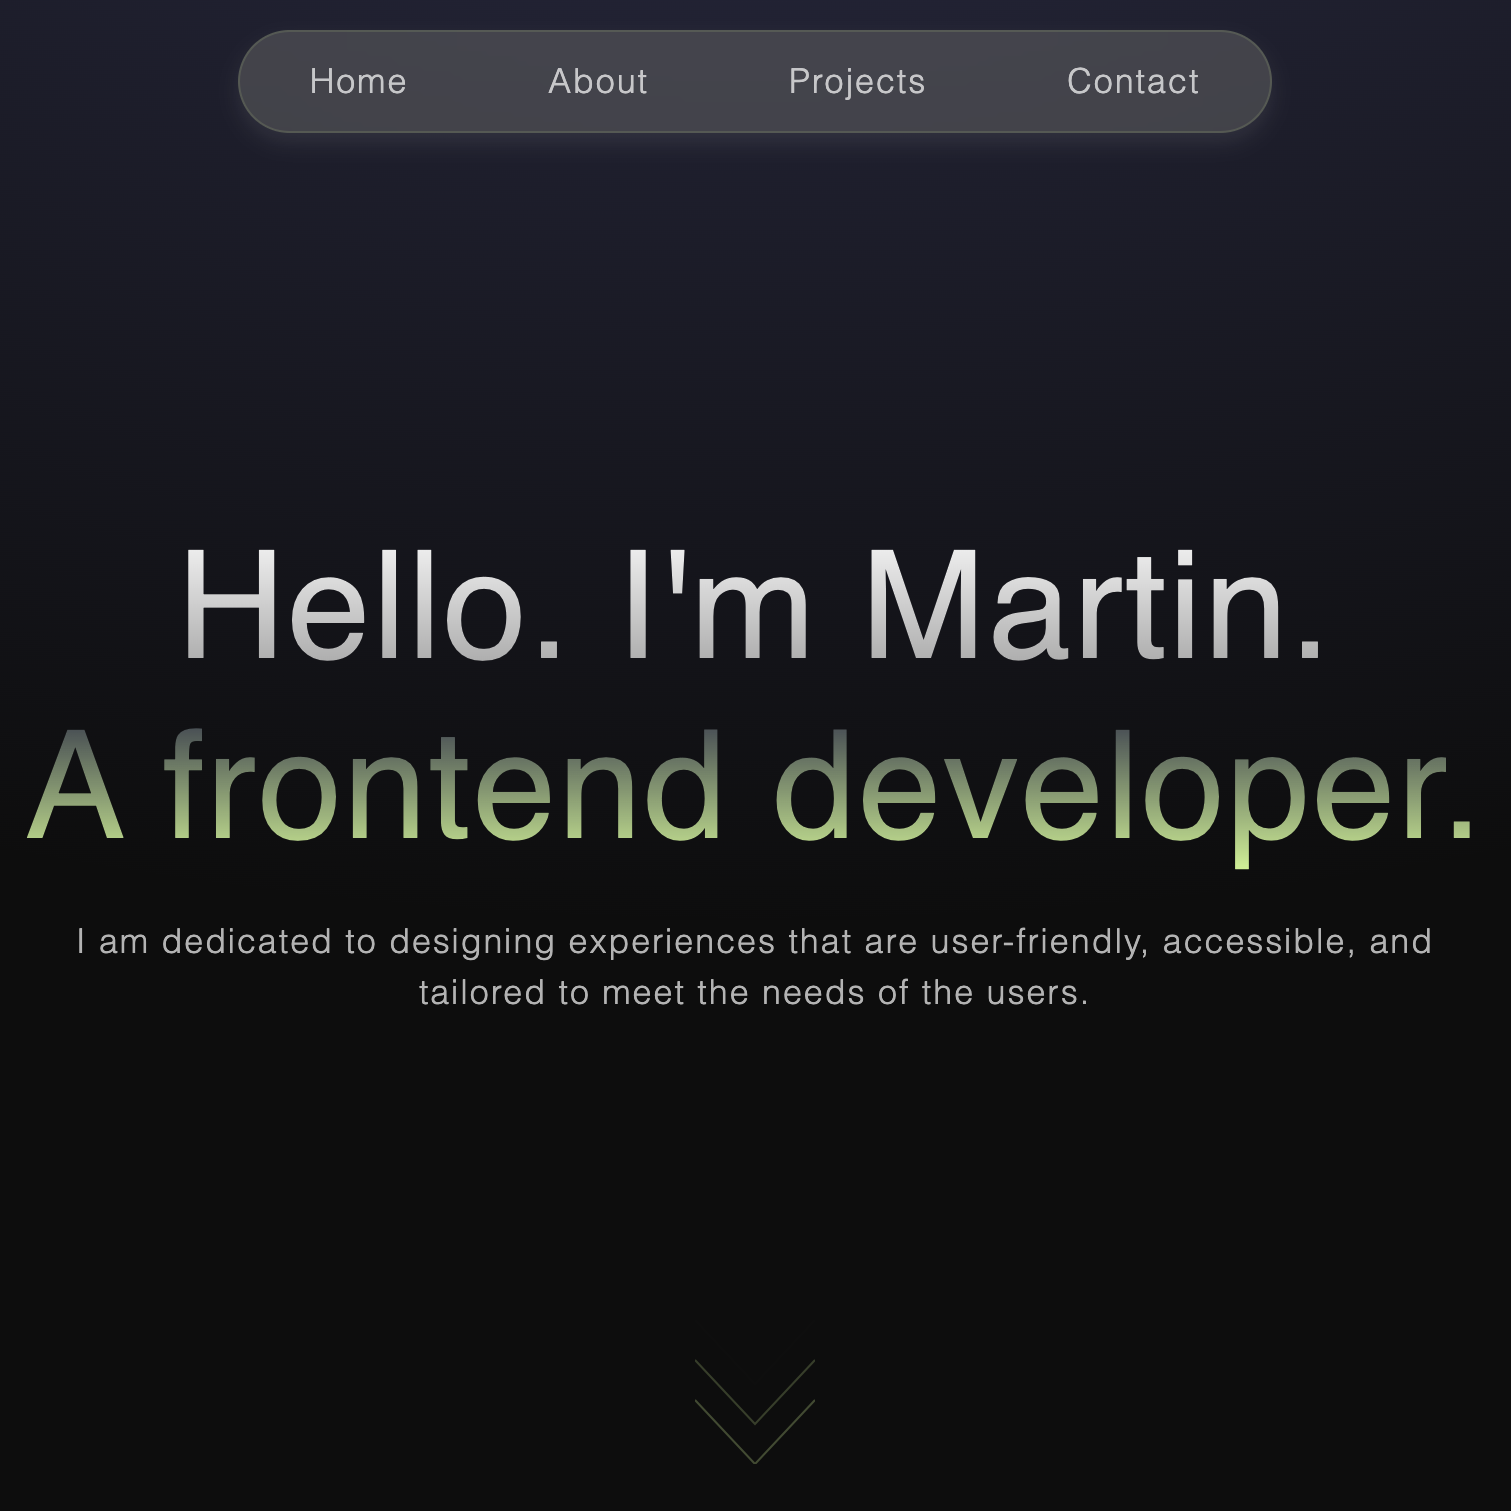 Home About Projects Contact
Hello. I'm Martin.
A frontend developer.
I am dedicated to designing experiences that are user-friendly, accessible, and
tailored to meet the needs of the users.